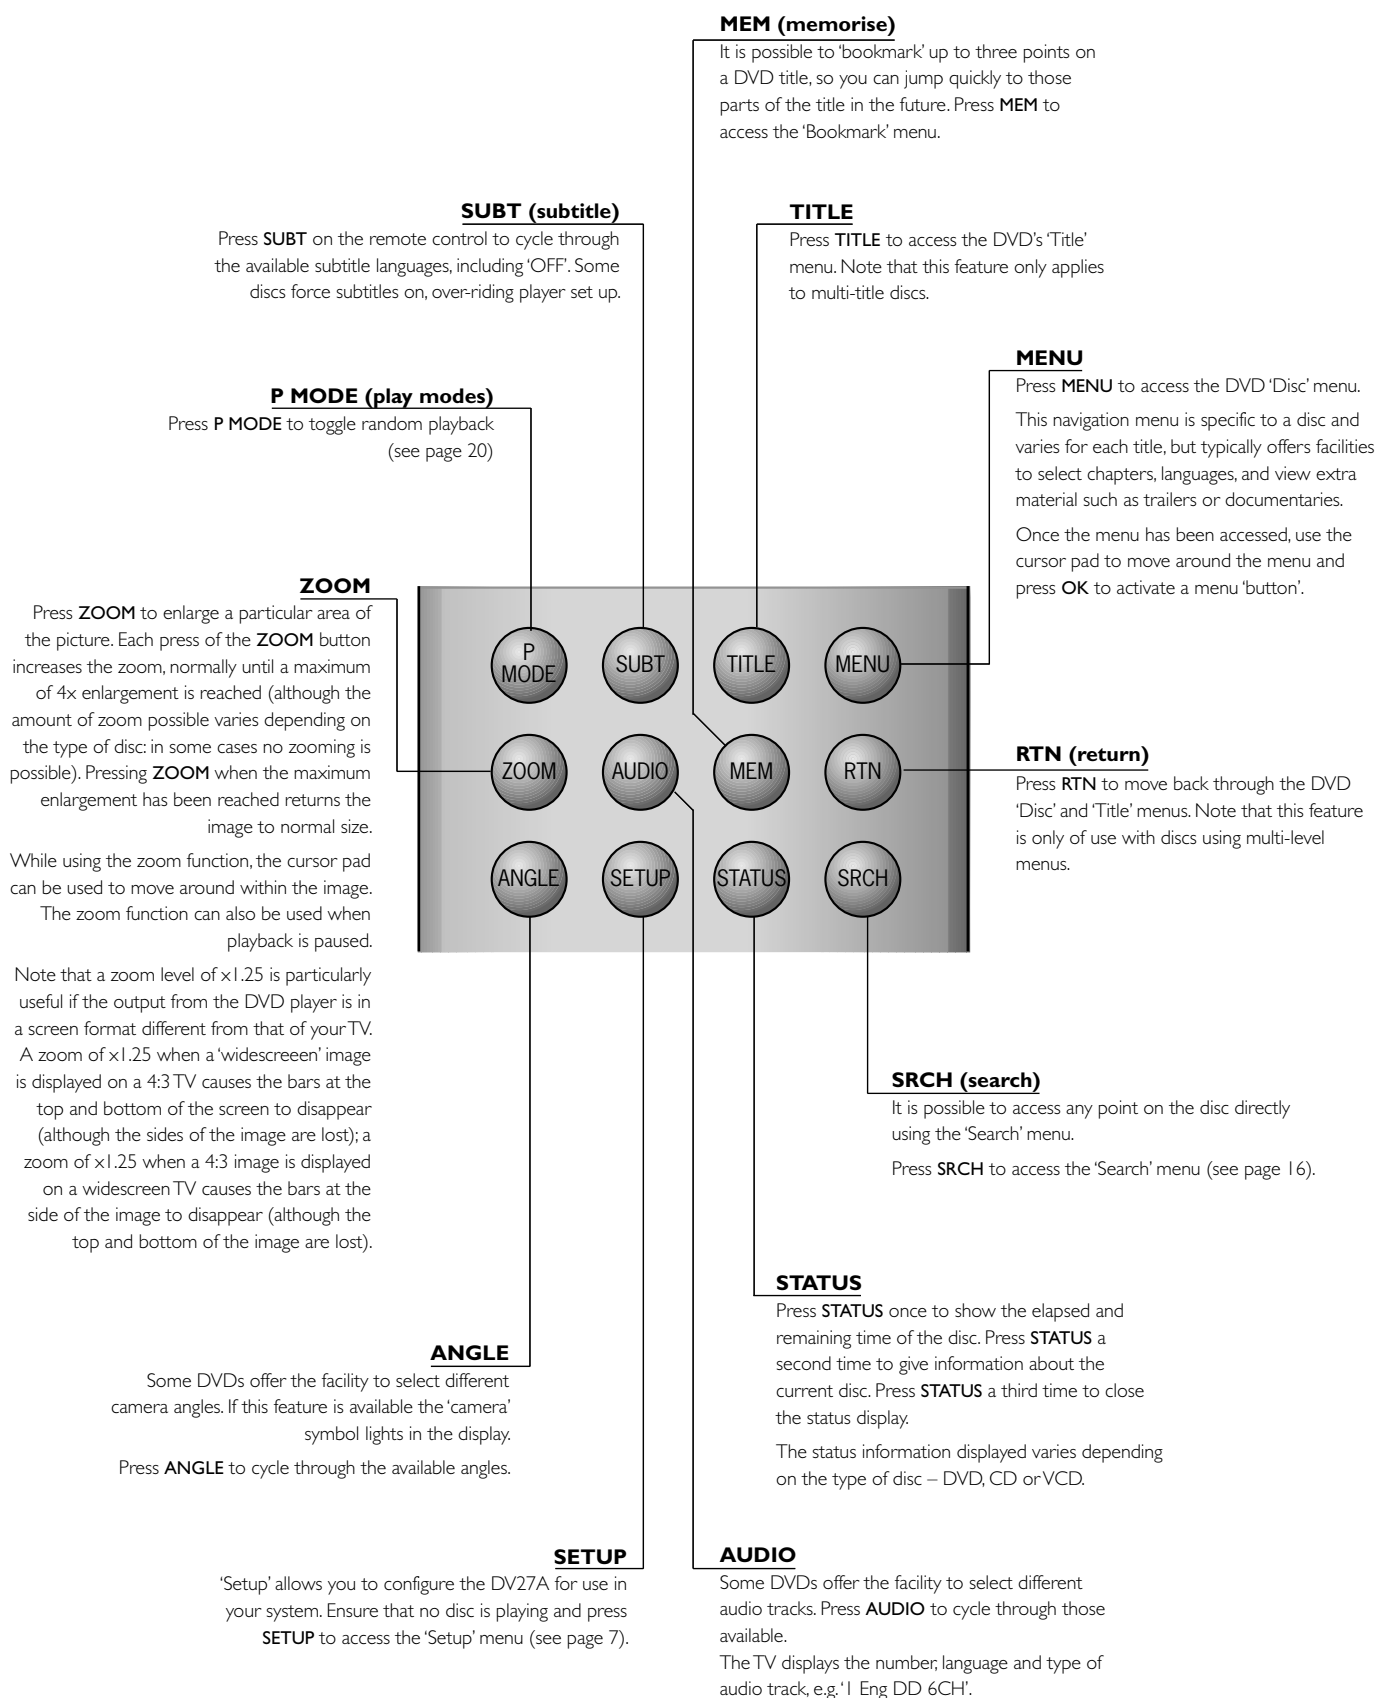 MEM (memorise)
It is possible to ‘bookmark’ up to three points on
a DVD title, so you can jump quickly to those
parts of the title in the future. Press MEM to
access the ‘Bookmark’ menu.
SUBT (subtitle)
Press SUBT on the remote control to cycle through
the available subtitle languages, including ‘OFF’. Some
discs force subtitles on, over-riding player set up.
TITLE
Press TITLE to access the DVD’s ‘Title’
menu. Note that this feature only applies
to multi-title discs.
MENU
Press MENU to access the DVD ‘Disc’ menu.
This navigation menu is specific to a disc and
varies for each title, but typically offers facilities
to select chapters, languages, and view extra
material such as trailers or documentaries.
Once the menu has been accessed, use the
cursor pad to move around the menu and
press OK to activate a menu ‘button’.
P MODE (play modes)
Press P MODE to toggle random playback
(see page 20)
ZOOM
Press ZOOM to enlarge a particular area of
the picture. Each press of the ZOOM button
increases the zoom, normally until a maximum
of 4x enlargement is reached (although the
amount of zoom possible varies depending on
the type of disc: in some cases no zooming is
possible). Pressing ZOOM when the maximum
enlargement has been reached returns the
image to normal size.
While using the zoom function, the cursor pad
can be used to move around within the image.
The zoom function can also be used when
playback is paused.
Note that a zoom level of x1.25 is particularly
useful if the output from the DVD player is in
a screen format different from that of your TV.
A zoom of x1.25 when a ‘widescreeen’ image
is displayed on a 4:3 TV causes the bars at the
top and bottom of the screen to disappear
(although the sides of the image are lost); a
zoom of x1.25 when a 4:3 image is displayed
on a widescreen TV causes the bars at the
side of the image to disappear (although the
top and bottom of the image are lost).
P
MODE
SUBT
TITLE
MENU
ZOOM
AUDIO
MEM
RTN
ANGLE
SETUP
STATUS
SRCH
RTN (return)
Press RTN to move back through the DVD
‘Disc’ and ‘Title’ menus. Note that this feature
is only of use with discs using multi-level
menus.
SRCH (search)
It is possible to access any point on the disc directly
using the ‘Search’ menu.
Press SRCH to access the ‘Search’ menu (see page 16).
STATUS
Press STATUS once to show the elapsed and
remaining time of the disc. Press STATUS a
second time to give information about the
current disc. Press STATUS a third time to close
the status display.
The status information displayed varies depending
on the type of disc – DVD, CD or VCD.
ANGLE
Some DVDs offer the facility to select different
camera angles. If this feature is available the ‘camera’
symbol lights in the display.
Press ANGLE to cycle through the available angles.
SETUP
‘Setup’ allows you to configure the DV27A for use in
your system. Ensure that no disc is playing and press
SETUP to access the ‘Setup’ menu (see page 7).
AUDIO
Some DVDs offer the facility to select different
audio tracks. Press AUDIO to cycle through those
available.
The TV displays the number, language and type of
audio track, e.g. ‘1 Eng DD 6CH’.